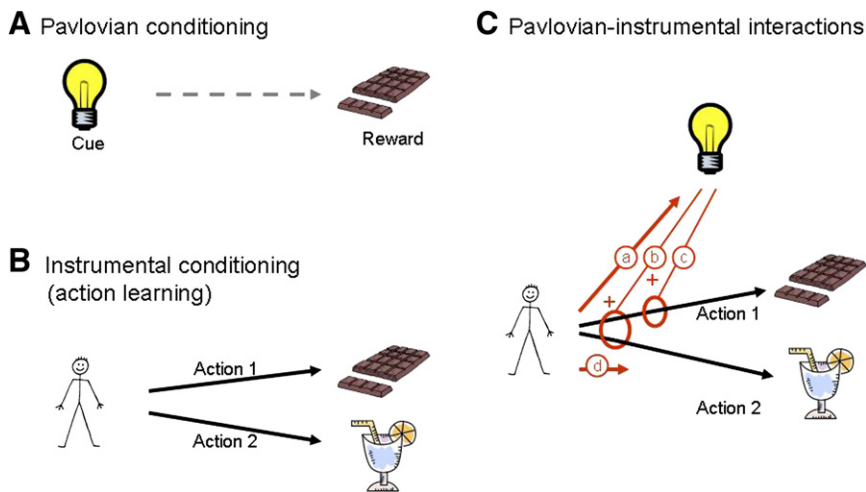 A Pavlovian conditioning
Cue
Reward
B Instrumental conditioning
(action learning)
Action 1
Action 2
C Pavlovian-instrumental interactions
a
b
c
+
+
Action 1
d
Action 2